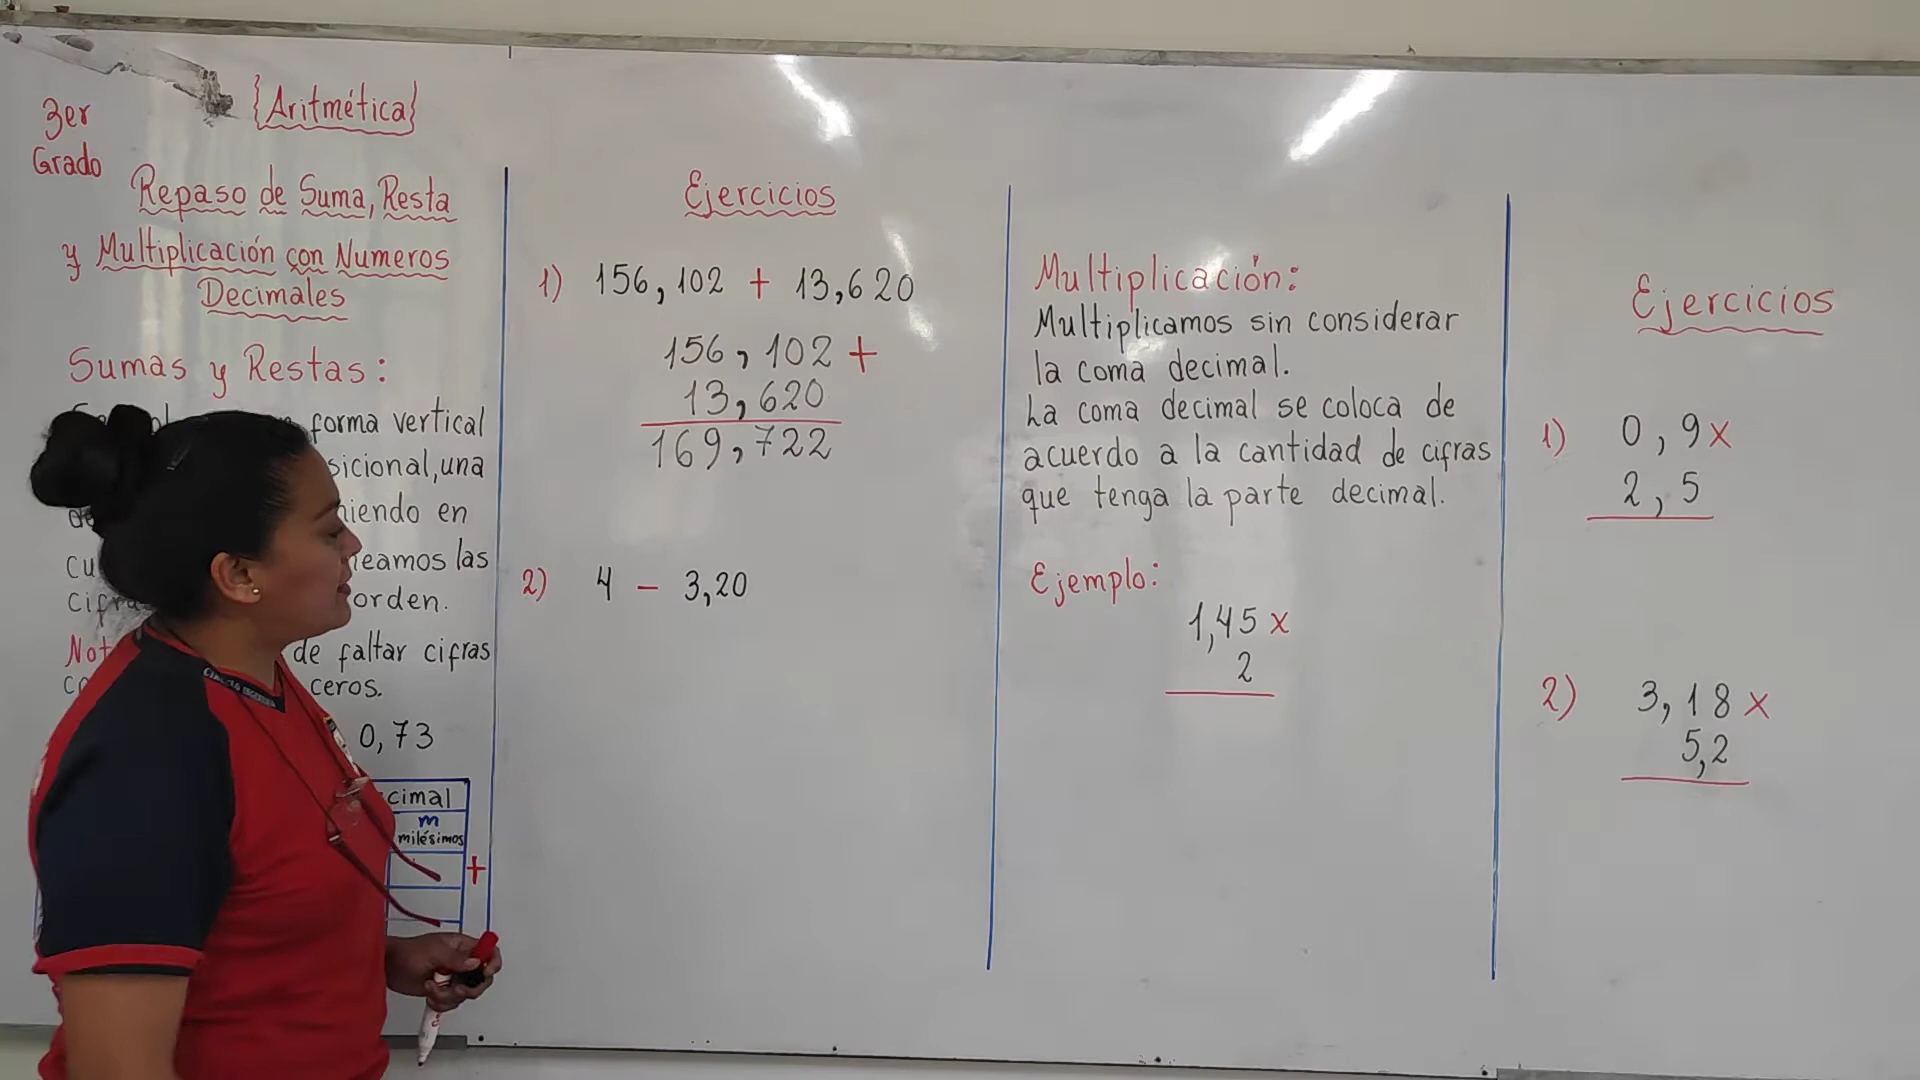 3er
Grado
{Aritmética}
Repaso de Suma, Resta
y Multiplicación con Numeros
Decimales
Sumas y Restas:
forma vertical
sicional, una
niendo en
cu eamos las
cifras orden.
Not de faltar cifras
ceros.
0,73
cimal
m
milésimos
+
Ejercicios
1) 156,102 + 13,620
156,102 +
13,620
169,722
2) 4 - 3,20
Multiplicación:
Multiplicamos sin considerar
la coma decimal.
La coma decimal se coloca de
acuerdo a la cantidad de cifras
que tenga la parte decimal.
Ejemplo:
1,45 x
2
Ejercicios
1) 0,9 x
2,5
2) 3,18 x
5,2